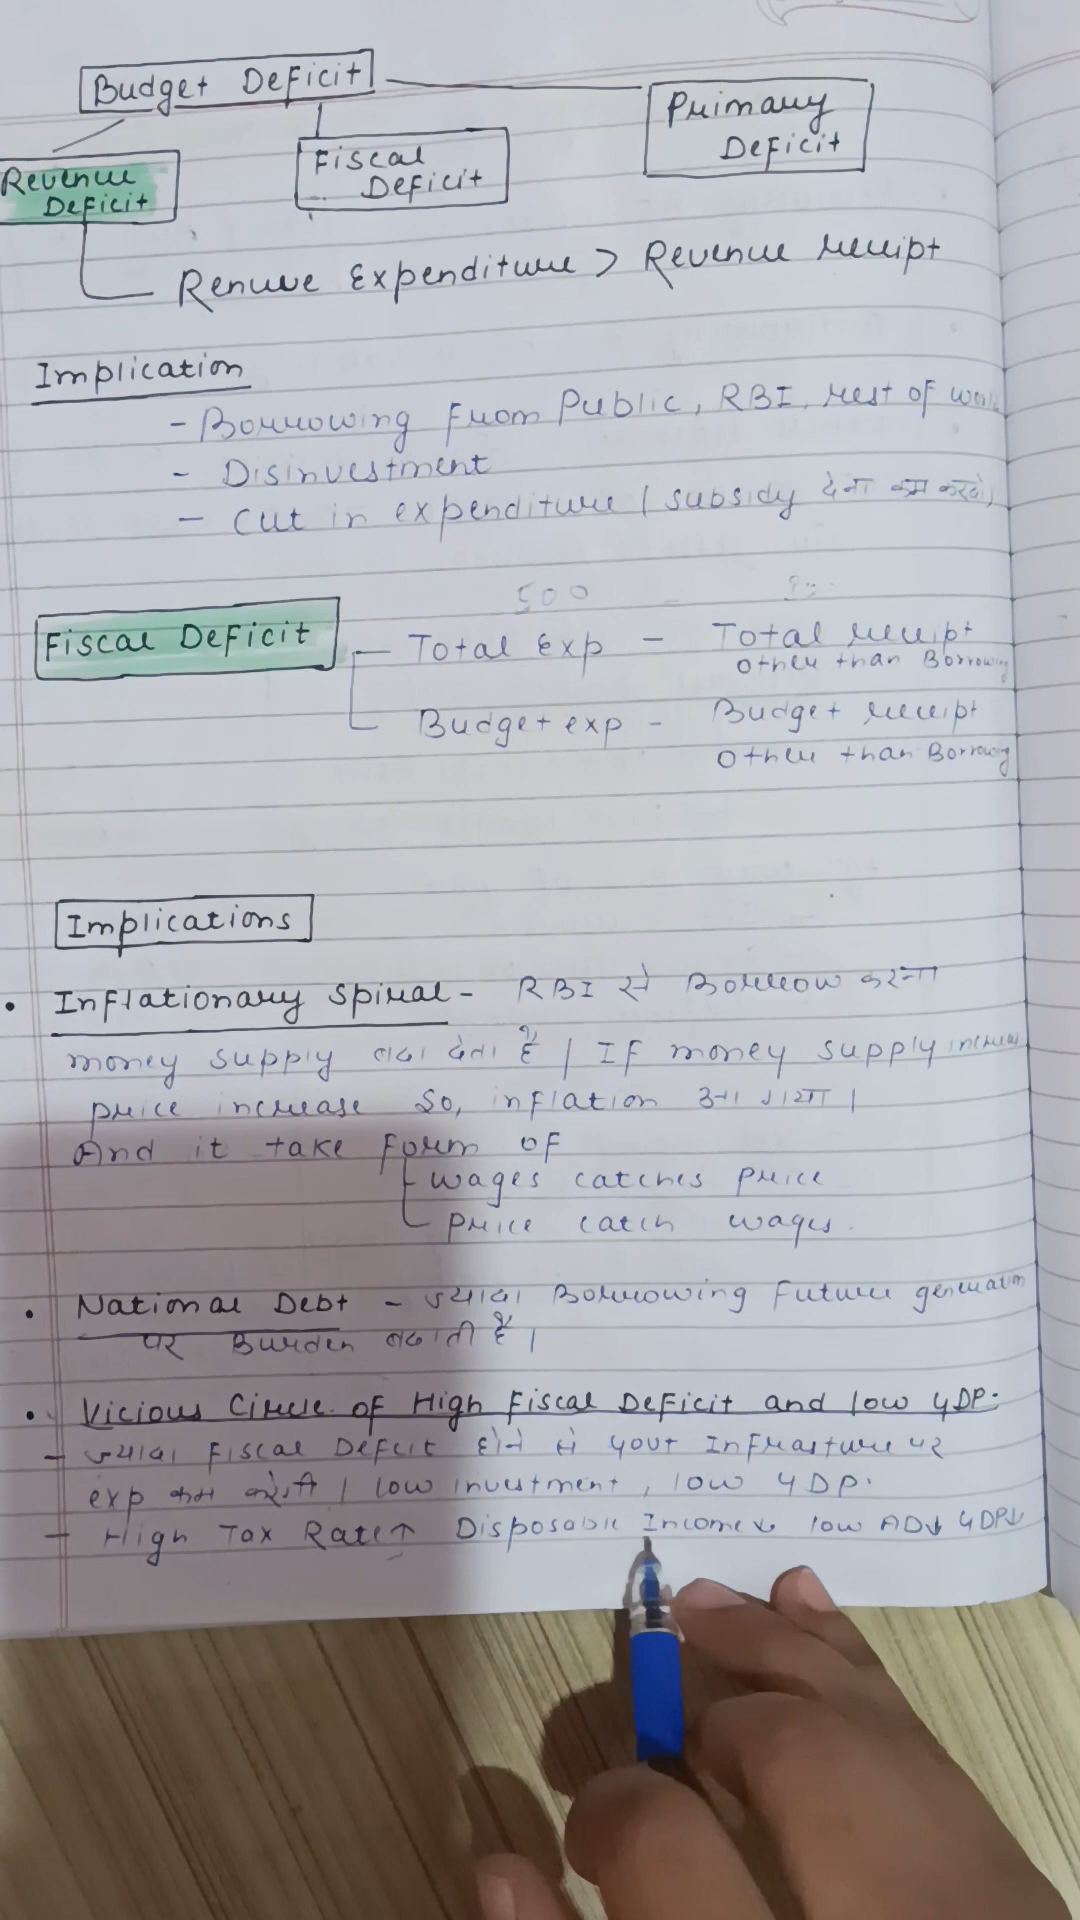 Budget Deficit
Primary
Deficit
Fiscal
Deficit
Revenue
Deficit
Renuve Expenditure > Revenue receipt
Implication
- Borrowing from Public, RBI, rest of
- Disinvestment
- cut in expenditure / subsidy देना कम करदो,
500
Fiscal Deficit
Total Exp - Total receipt
other than Borrowing
Budget exp - Budget receipt
other than Borrowing
Implications
• Inflationary Spiral - RBI से Borrow करना
money supply बढा देता है | IF money supply increase
price increase So, inflation आ गया |
And it take form of
wages catches price
price catch wages.
• National Debt - ज्यादा Borrowing Future generation
पर Burden बढाती है |
• Vicious Circle of High Fiscal Deficit and low GDP.
- ज्यादा Fiscal Deficit होने से govt Infrasture पर
exp कम करेगी | low investment, low GDP.
- High Tax Rate↑ Disposable Income↓ low AD↓ GDP↓